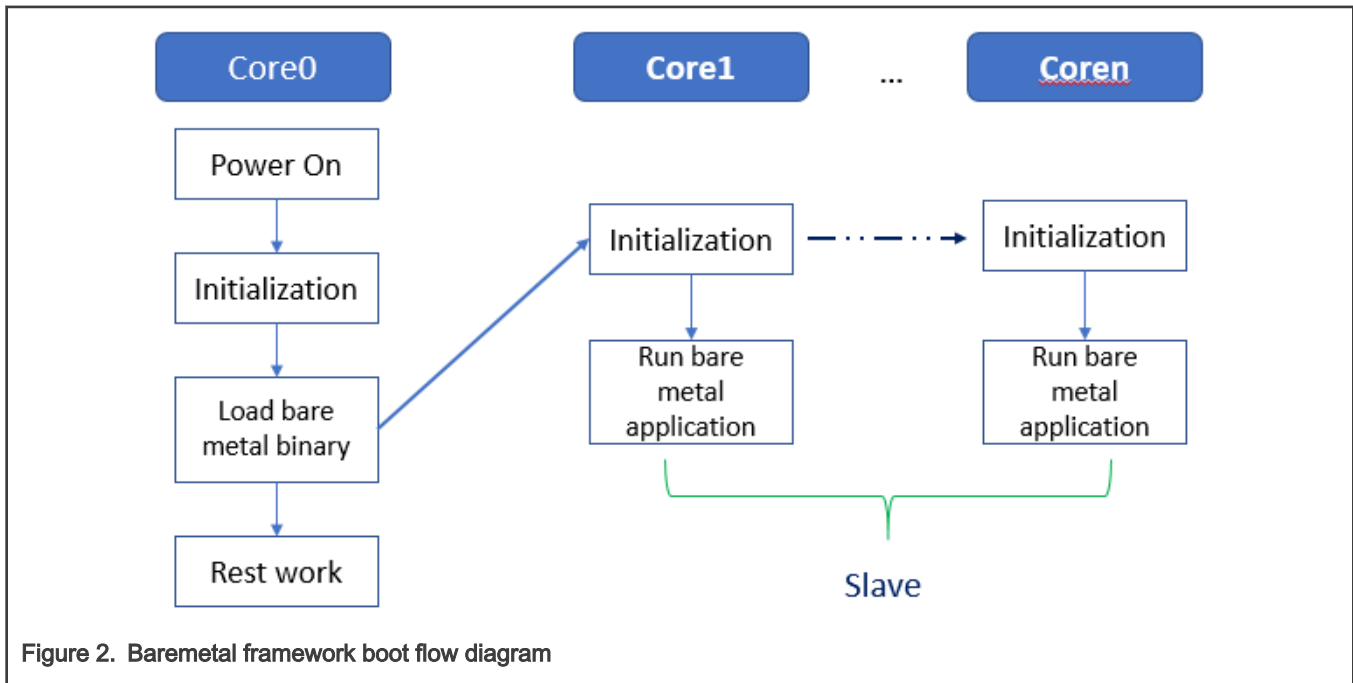 Core0
Core1
...
Coren
Power On
Initialization
Load bare
metal binary
Rest work
Initialization
Run bare
metal
application
Initialization
Run bare
metal
application
Slave
Figure 2. Baremetal framework boot flow diagram